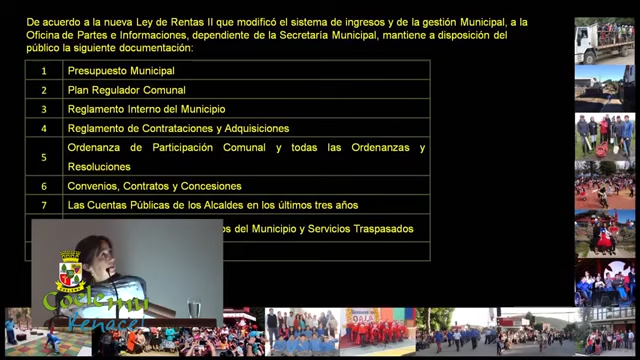 De acuerdo a la nueva Ley de Rentas II que modificó el sistema de ingresos y de la gestión Municipal, a la
Oficina de Partes e Informaciones, dependiente de la Secretaría Municipal, mantiene a disposición del
público la siguiente documentación:
1 Presupuesto Municipal
2 Plan Regulador Comunal
3 Reglamento Interno del Municipio
4 Reglamento de Contrataciones y Adquisiciones
5 Ordenanza de Participación Comunal y todas las Ordenanzas y
Resoluciones
6 Convenios, Contratos y Concesiones
7 Las Cuentas Públicas de los Alcaldes en los últimos tres años
del Municipio y Servicios Traspasados
Coelemu
Renace!